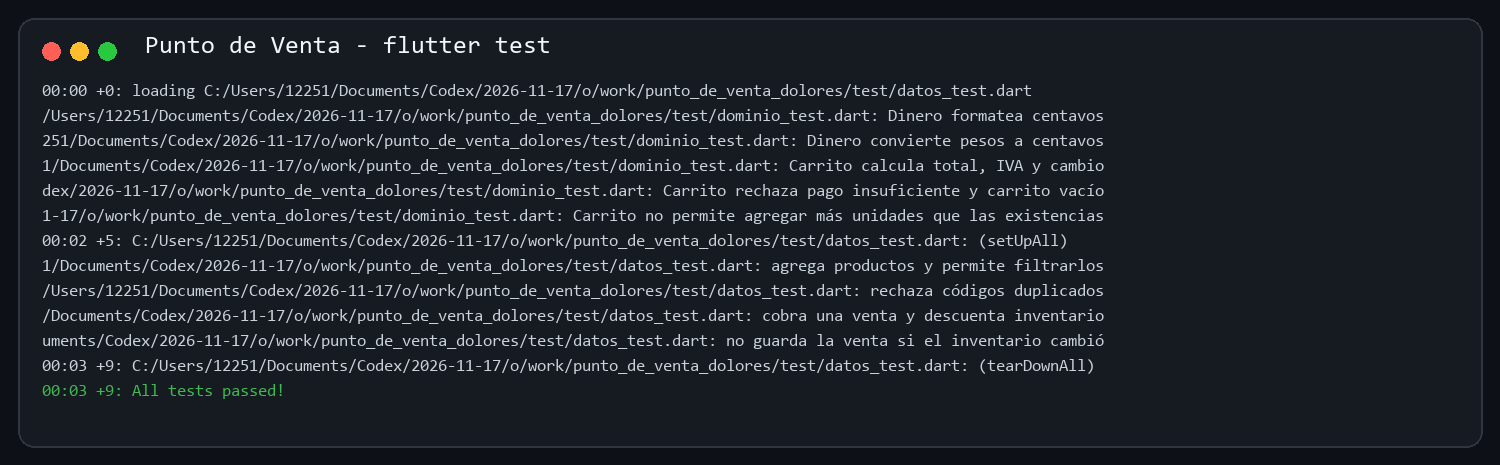 Punto de Venta - flutter test
00:00 +0: loading C:/Users/12251/Documents/Codex/2026-11-17/o/work/punto_de_venta_dolores/test/datos_test.dart
/Users/12251/Documents/Codex/2026-11-17/o/work/punto_de_venta_dolores/test/dominio_test.dart: Dinero formatea centavos
251/Documents/Codex/2026-11-17/o/work/punto_de_venta_dolores/test/dominio_test.dart: Dinero convierte pesos a centavos
1/Documents/Codex/2026-11-17/o/work/punto_de_venta_dolores/test/dominio_test.dart: Carrito calcula total, IVA y cambio
dex/2026-11-17/o/work/punto_de_venta_dolores/test/dominio_test.dart: Carrito rechaza pago insuficiente y carrito vacío
1-17/o/work/punto_de_venta_dolores/test/dominio_test.dart: Carrito no permite agregar más unidades que las existencias
00:02 +5: C:/Users/12251/Documents/Codex/2026-11-17/o/work/punto_de_venta_dolores/test/datos_test.dart: (setUpAll)
1/Documents/Codex/2026-11-17/o/work/punto_de_venta_dolores/test/datos_test.dart: agrega productos y permite filtrarlos
/Users/12251/Documents/Codex/2026-11-17/o/work/punto_de_venta_dolores/test/datos_test.dart: rechaza códigos duplicados
/Documents/Codex/2026-11-17/o/work/punto_de_venta_dolores/test/datos_test.dart: cobra una venta y descuenta inventario
uments/Codex/2026-11-17/o/work/punto_de_venta_dolores/test/datos_test.dart: no guarda la venta si el inventario cambió
00:03 +9: C:/Users/12251/Documents/Codex/2026-11-17/o/work/punto_de_venta_dolores/test/datos_test.dart: (tearDownAll)
00:03 +9: All tests passed!